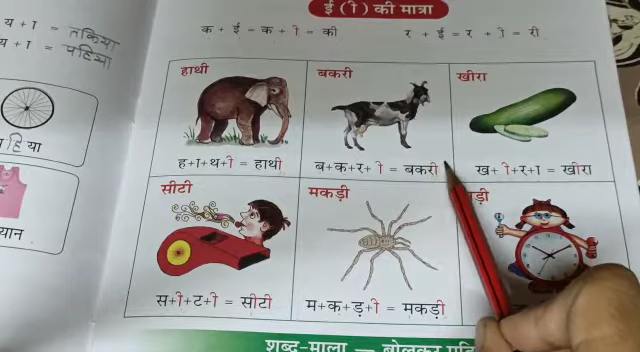 य + ा = तकिया
य + ा = पहिया
हि या
यान
ई (ी) की मात्रा
क + ई = क + ी = की
र + ई = र + ी = री
हाथी
बकरी
खीरा
ह+ा+थ+ी = हाथी
ब+क+र+ी = बकरी
ख+ी+र+ा = खीरा
सीटी
मकड़ी
ड़ी
स+ी+ट+ी = सीटी
म+क+ड़+ी = मकड़ी
शब्द-माला — बोलकर